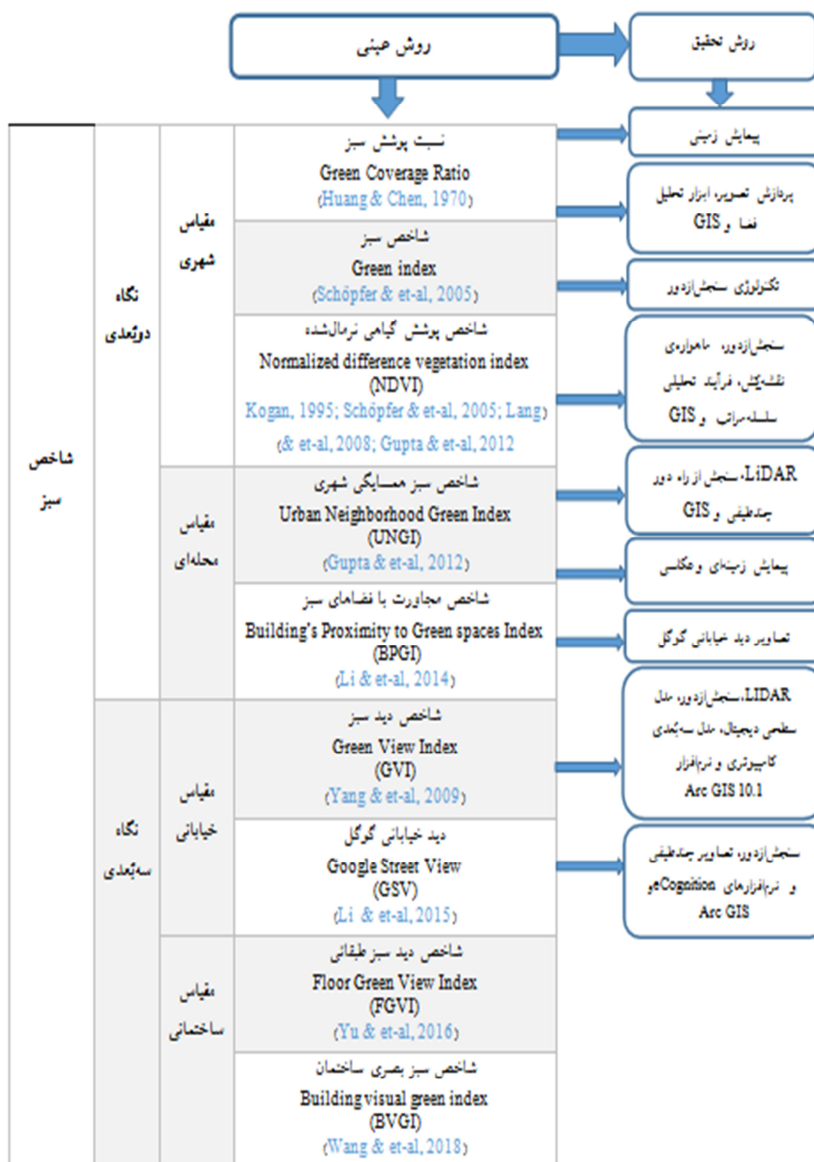 روش عینی
روش تحقیق
شاخص
سبز
نگاه
دوبُعدی
مقیاس
شهری
نسبت پوشش سبز
Green Coverage Ratio
(Huang & Chen, 1970)
شاخص سبز
Green index
(Schöpfer & et-al, 2005)
شاخص پوشش گیاهی نرمال‌شده
Normalized difference vegetation index
(NDVI)
Kogan, 1995; Schöpfer & et-al, 2005; Lang)
(& et-al, 2008; Gupta & et-al, 2012
مقیاس
محله‌ای
شاخص سبز همسایگی شهری
Urban Neighborhood Green Index
(UNGI)
(Gupta & et-al, 2012)
شاخص مجاورت با فضاهای سبز
Building's Proximity to Green spaces Index
(BPGI)
(Li & et-al, 2014)
نگاه
سه‌بُعدی
مقیاس
خیابانی
شاخص دید سبز
Green View Index
(GVI)
(Yang & et-al, 2009)
دید خیابانی گوگل
Google Street View
(GSV)
(Li & et-al, 2015)
مقیاس
ساختمانی
شاخص دید سبز طبقاتی
Floor Green View Index
(FGVI)
(Yu & et-al, 2016)
شاخص سبز بصری ساختمان
Building visual green index
(BVGI)
(Wang & et-al, 2018)
پیمایش زمینی
پردازش تصویر، ابزار تحلیل
فضا و GIS
تکنولوژی سنجش‌ازدور
سنجش‌ازدور، ماهواره‌ی
نقشه‌کش، فرآیند تحلیلی
سلسله‌مراتب و GIS
LiDAR، سنجش از راه دور
چندطیفی و GIS
پیمایش زمینه‌ای و عکاسی
تصاویر دید خیابانی گوگل
LIDAR، سنجش‌ازدور، مدل
سطحی دیجیتال، مدل سه‌بُعدی
کامپیوتری و نرم‌افزار
Arc GIS 10.1
سنجش‌ازدور، تصاویر چندطیفی
و نرم‌افزارهای eCognition و
Arc GIS